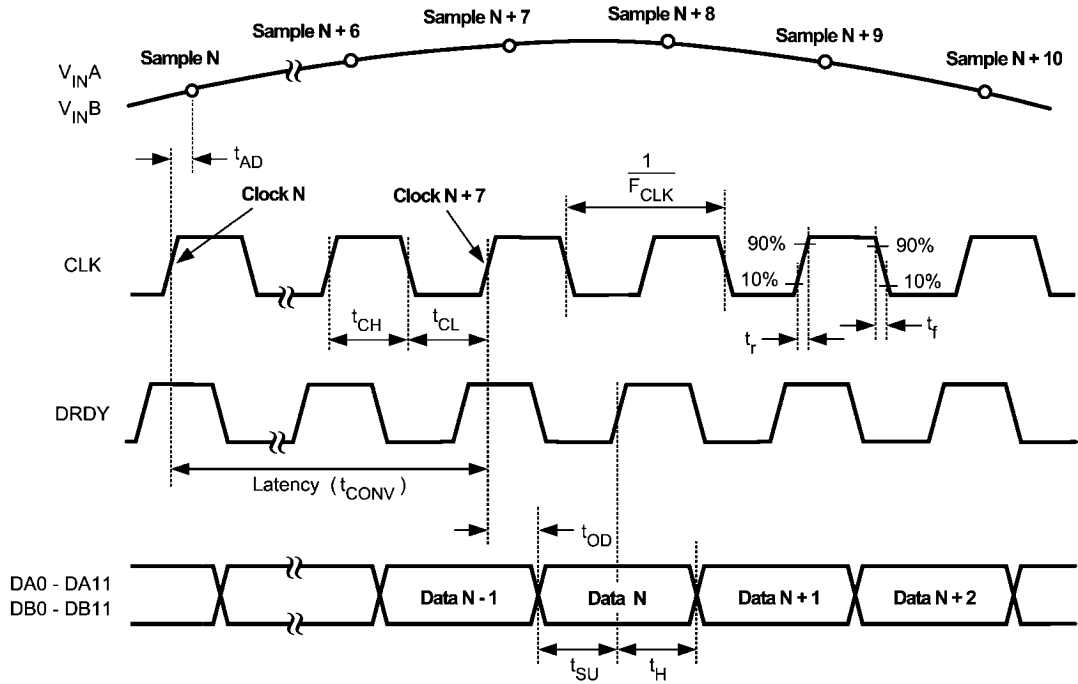 Sample N
Sample N + 6
Sample N + 7
Sample N + 8
Sample N + 9
Sample N + 10
VINA
VINB
tAD
Clock N
Clock N + 7
1
FCLK
CLK
90%
10%
90%
10%
tCH
tCL
tr
tf
DRDY
Latency (tCONV)
tOD
DA0 - DA11
DB0 - DB11
Data N - 1
Data N
Data N + 1
Data N + 2
tSU
tH